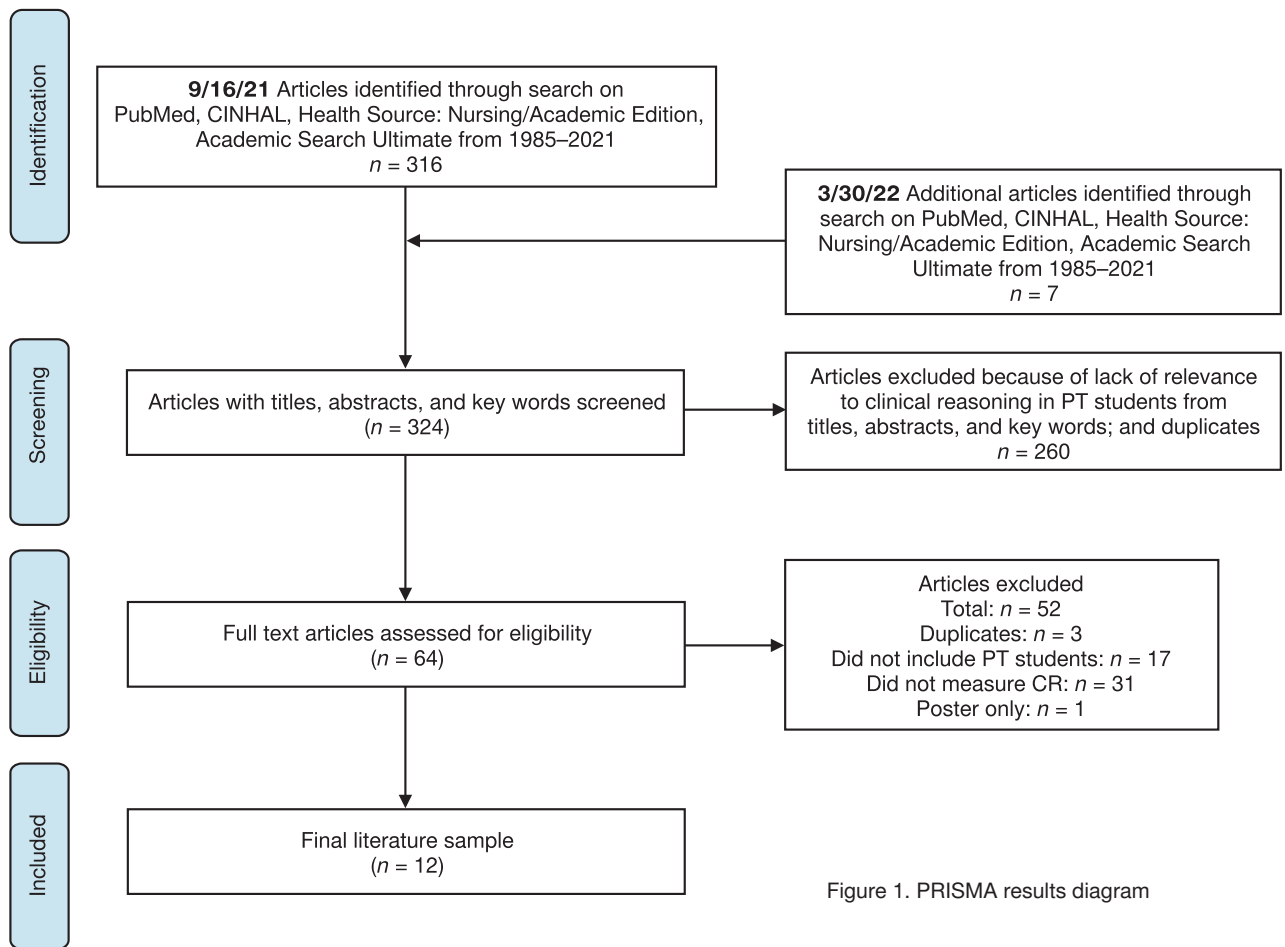 Identification
9/16/21 Articles identified through search on
PubMed, CINHAL, Health Source: Nursing/Academic Edition,
Academic Search Ultimate from 1985–2021
n = 316
3/30/22 Additional articles identified through
search on PubMed, CINHAL, Health Source:
Nursing/Academic Edition, Academic Search
Ultimate from 1985–2021
n = 7
Screening
Articles with titles, abstracts, and key words screened
(n = 324)
Articles excluded because of lack of relevance
to clinical reasoning in PT students from
titles, abstracts, and key words; and duplicates
n = 260
Eligibility
Full text articles assessed for eligibility
(n = 64)
Articles excluded
Total: n = 52
Duplicates: n = 3
Did not include PT students: n = 17
Did not measure CR: n = 31
Poster only: n = 1
Included
Final literature sample
(n = 12)
Figure 1. PRISMA results diagram